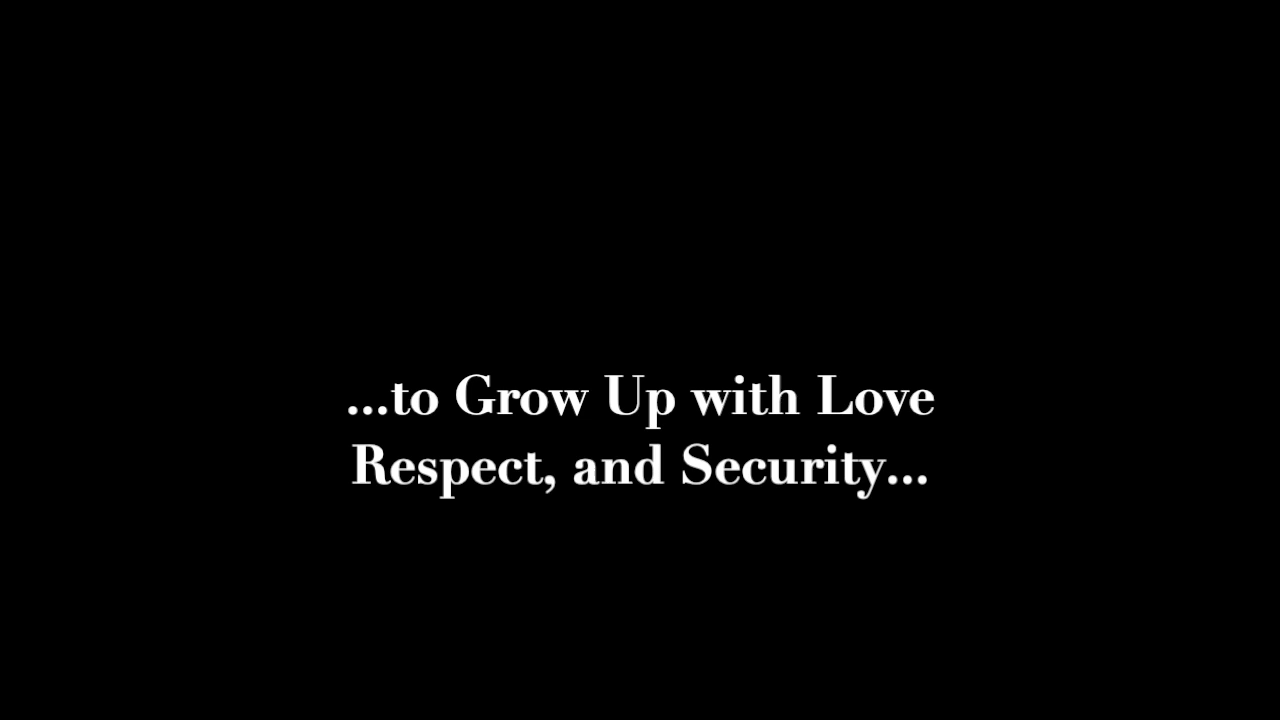 ...to Grow Up with Love
Respect, and Security...